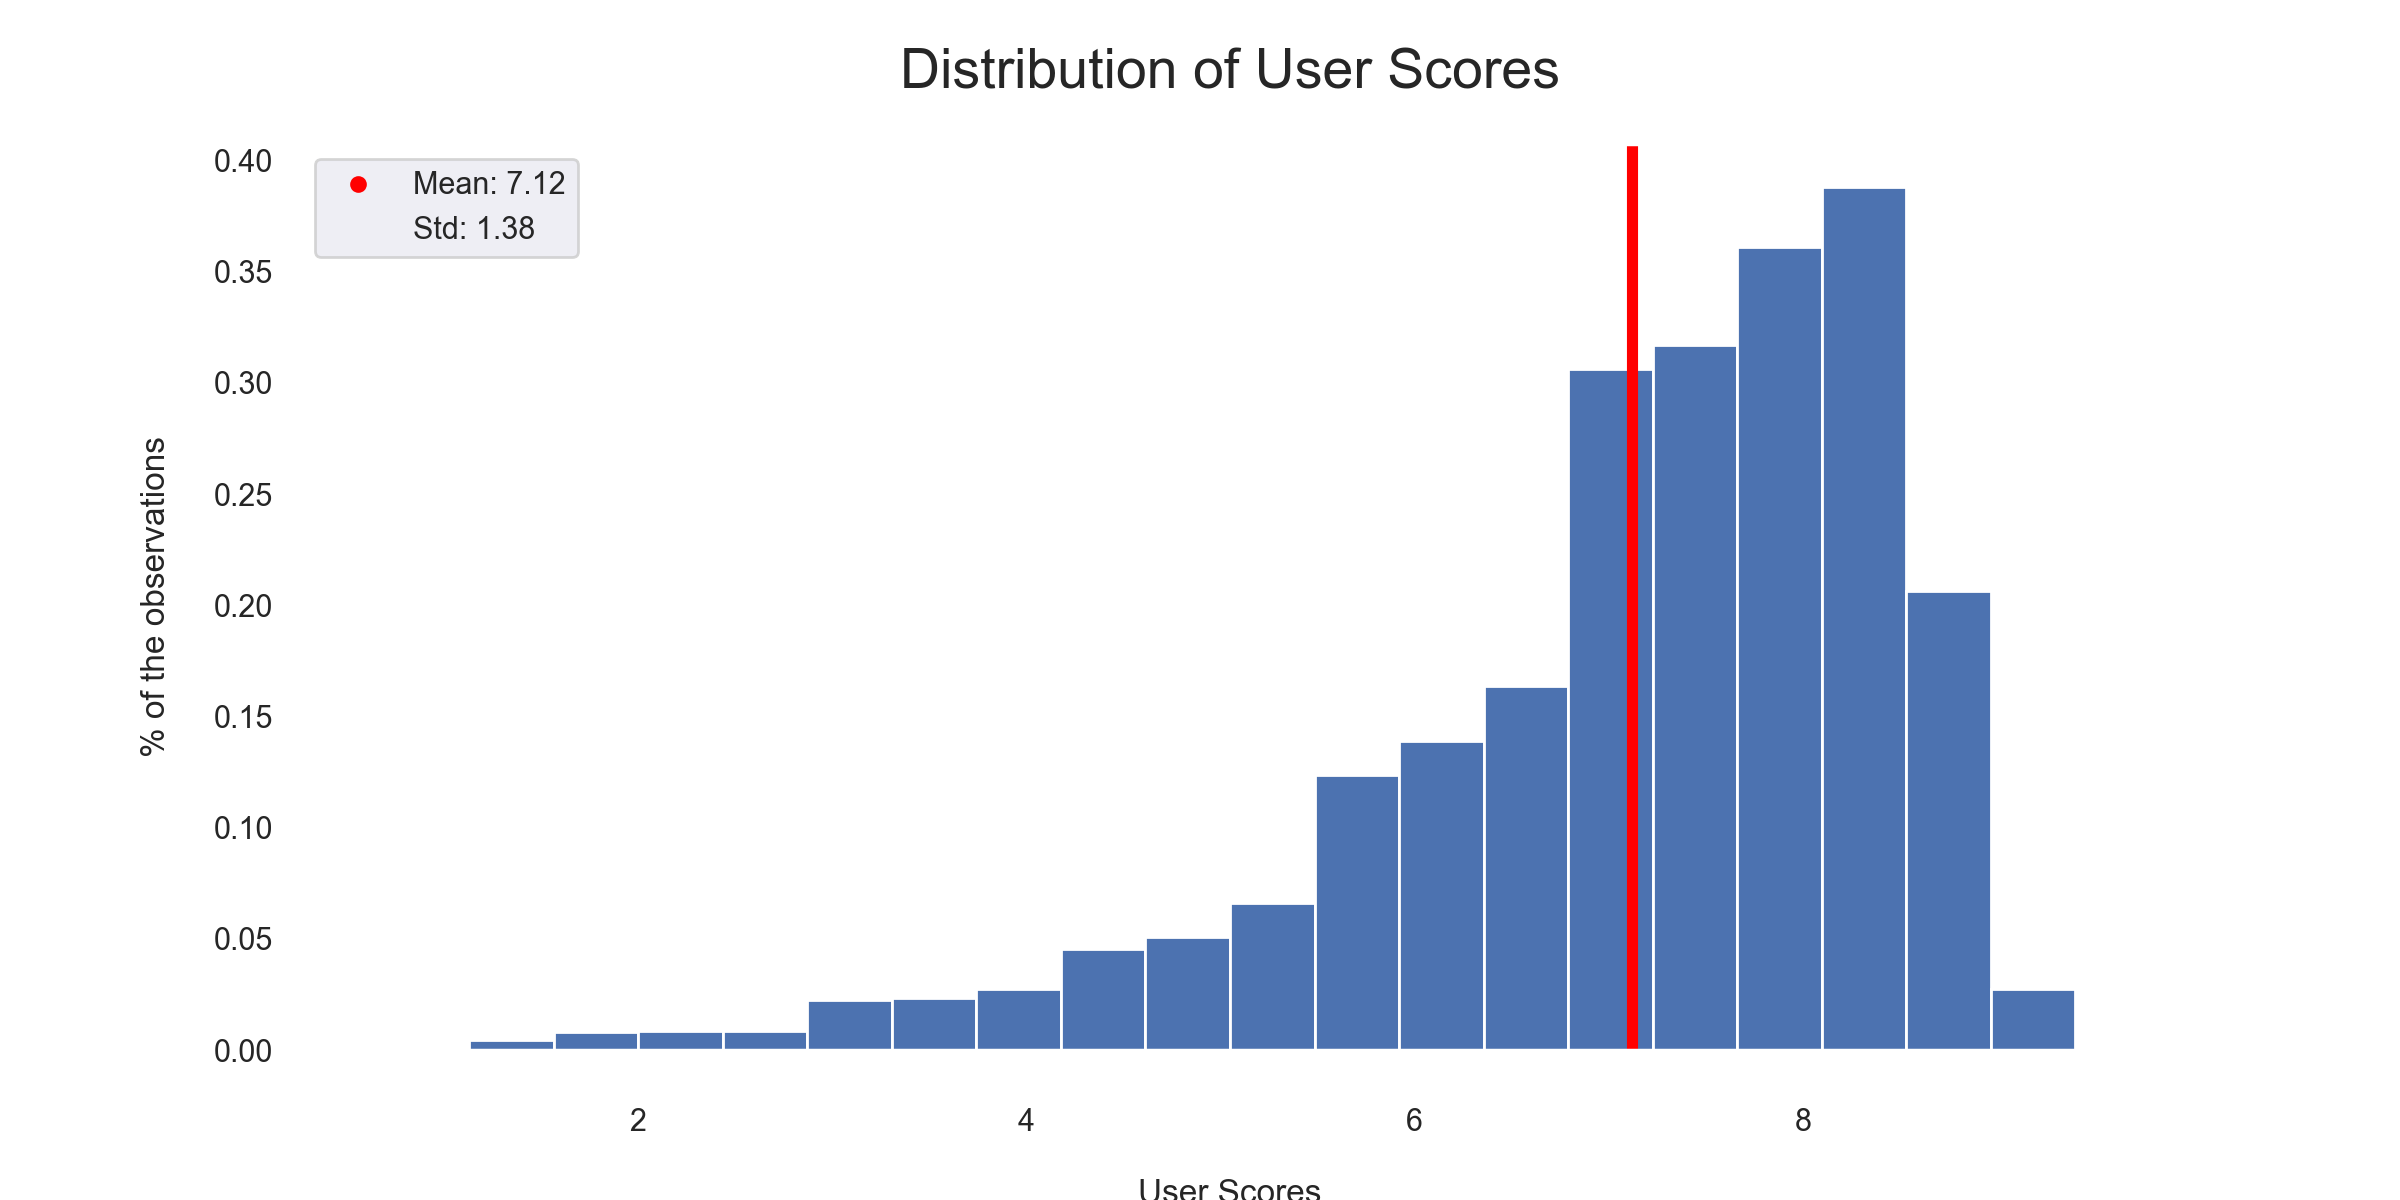 Distribution of User Scores
Mean: 7.12
Std: 1.38
0.40
0.35
0.30
0.25
0.20
0.15
0.10
0.05
0.00
% of the observations
2 4 6 8
User Scores